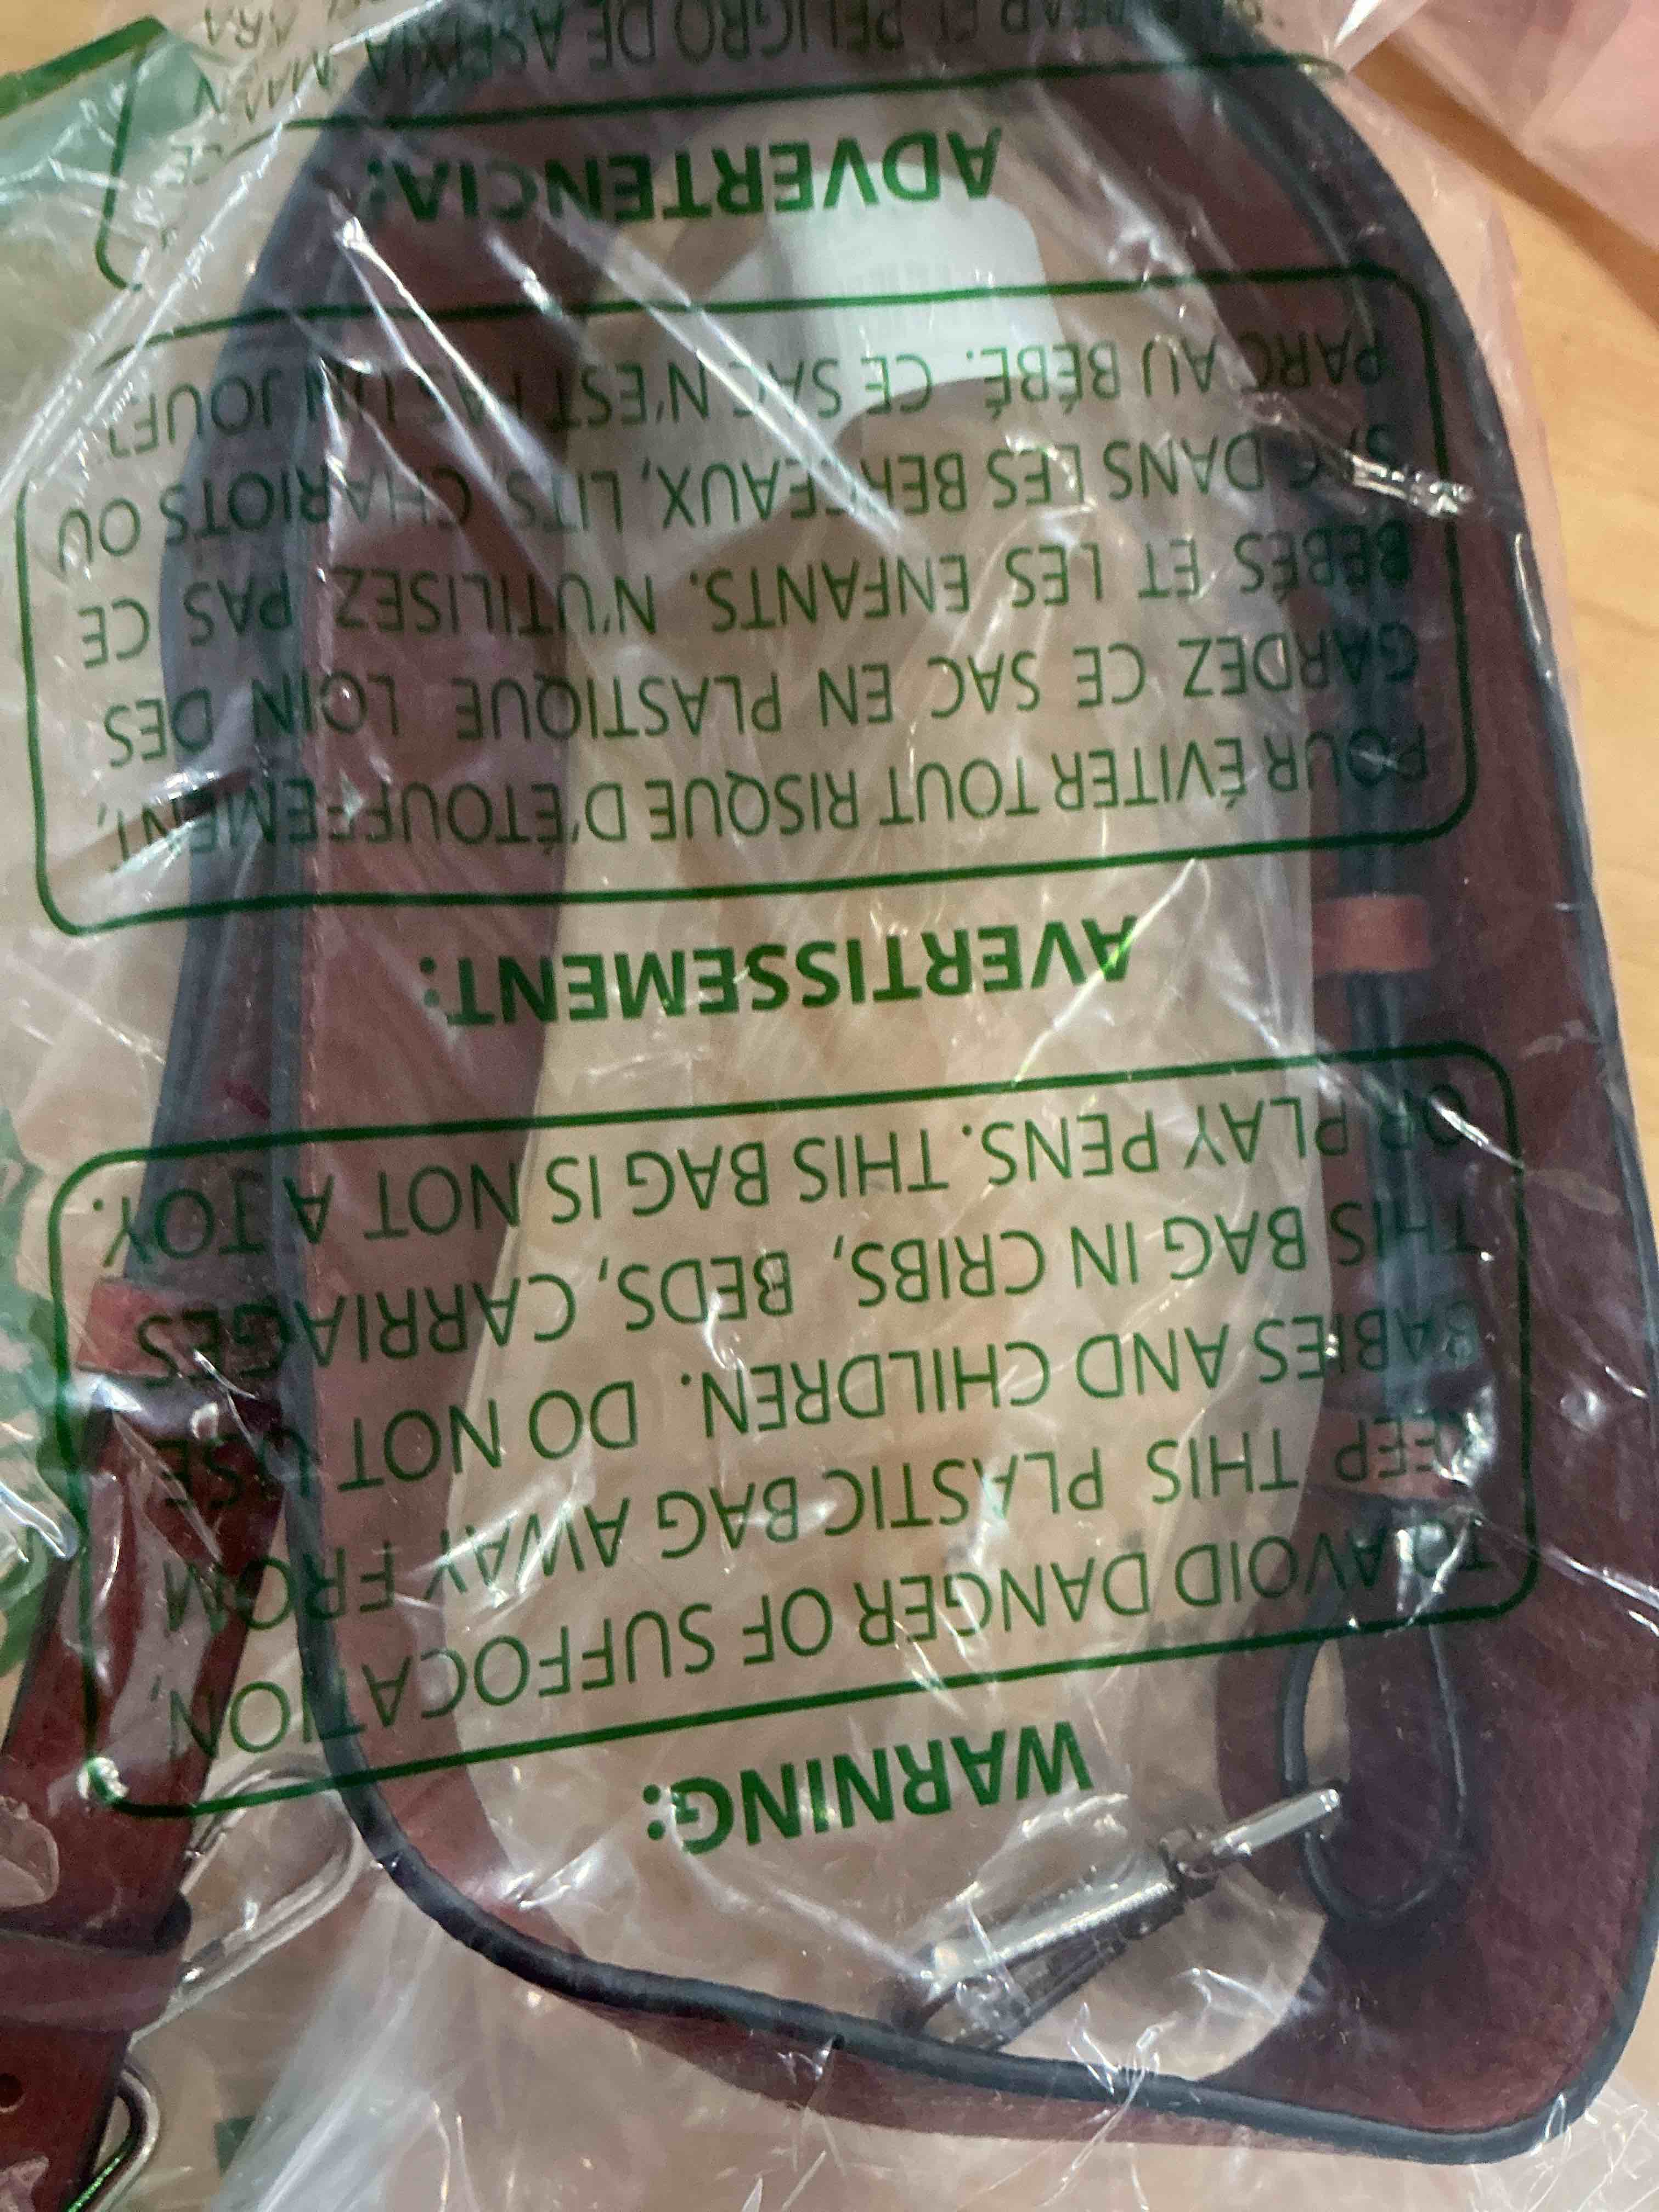 WARNING:
TO AVOID DANGER OF SUFFOCATION,
KEEP THIS PLASTIC BAG AWAY FROM
BABIES AND CHILDREN. DO NOT USE
THIS BAG IN CRIBS, BEDS, CARRIAGES
OR PLAY PENS. THIS BAG IS NOT A TOY.
AVERTISSEMENT:
POUR ÉVITER TOUT RISQUE D'ÉTOUFFEMENT,
GARDEZ CE SAC EN PLASTIQUE LOIN DES
BÉBÉS ET LES ENFANTS. N'UTILISEZ PAS CE
SAC DANS LES BERCEAUX, LITS, CHARIOTS OU
PARC AU BÉBÉ. CE SAC N'EST PAS UN JOUET.
ADVERTENCIA:
PELIGRO DE ASFIXIA